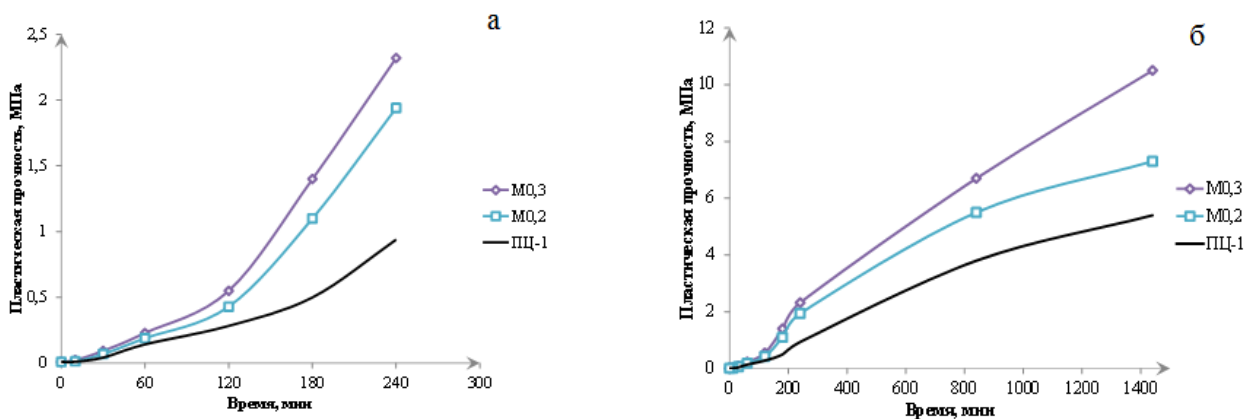 а
Пластическая прочность, МПа
2,5
2
1,5
1
0,5
0
0 60 120 180 240 300
Время, мин
М0,3
М0,2
ПЦ-1
б
Пластическая прочность, МПа
12
10
8
6
4
2
0
0 200 400 600 800 1000 1200 1400
Время, мин
М0,3
М0,2
ПЦ-1